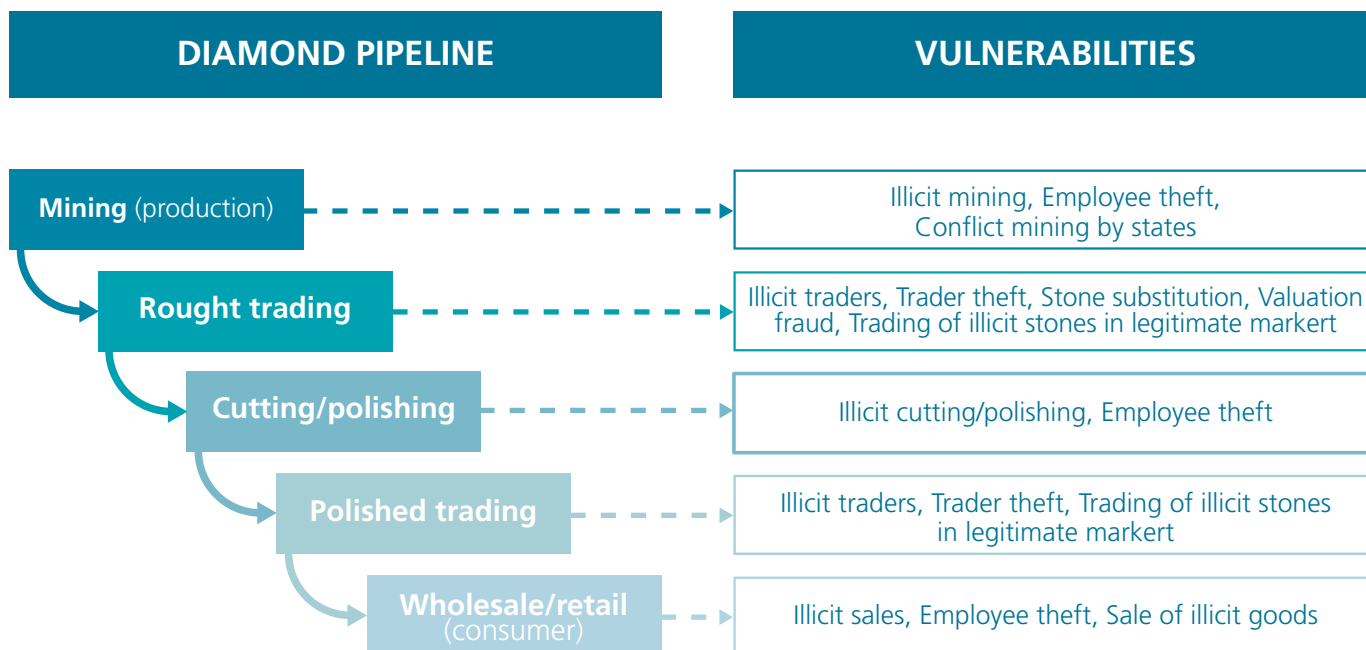 DIAMOND PIPELINE
VULNERABILITIES
Mining (production)
Illicit mining, Employee theft,
Conflict mining by states
Rought trading
Illicit traders, Trader theft, Stone substitution, Valuation
fraud, Trading of illicit stones in legitimate markert
Cutting/polishing
Illicit cutting/polishing, Employee theft
Polished trading
Illicit traders, Trader theft, Trading of illicit stones
in legitimate markert
Wholesale/retail
(consumer)
Illicit sales, Employee theft, Sale of illicit goods